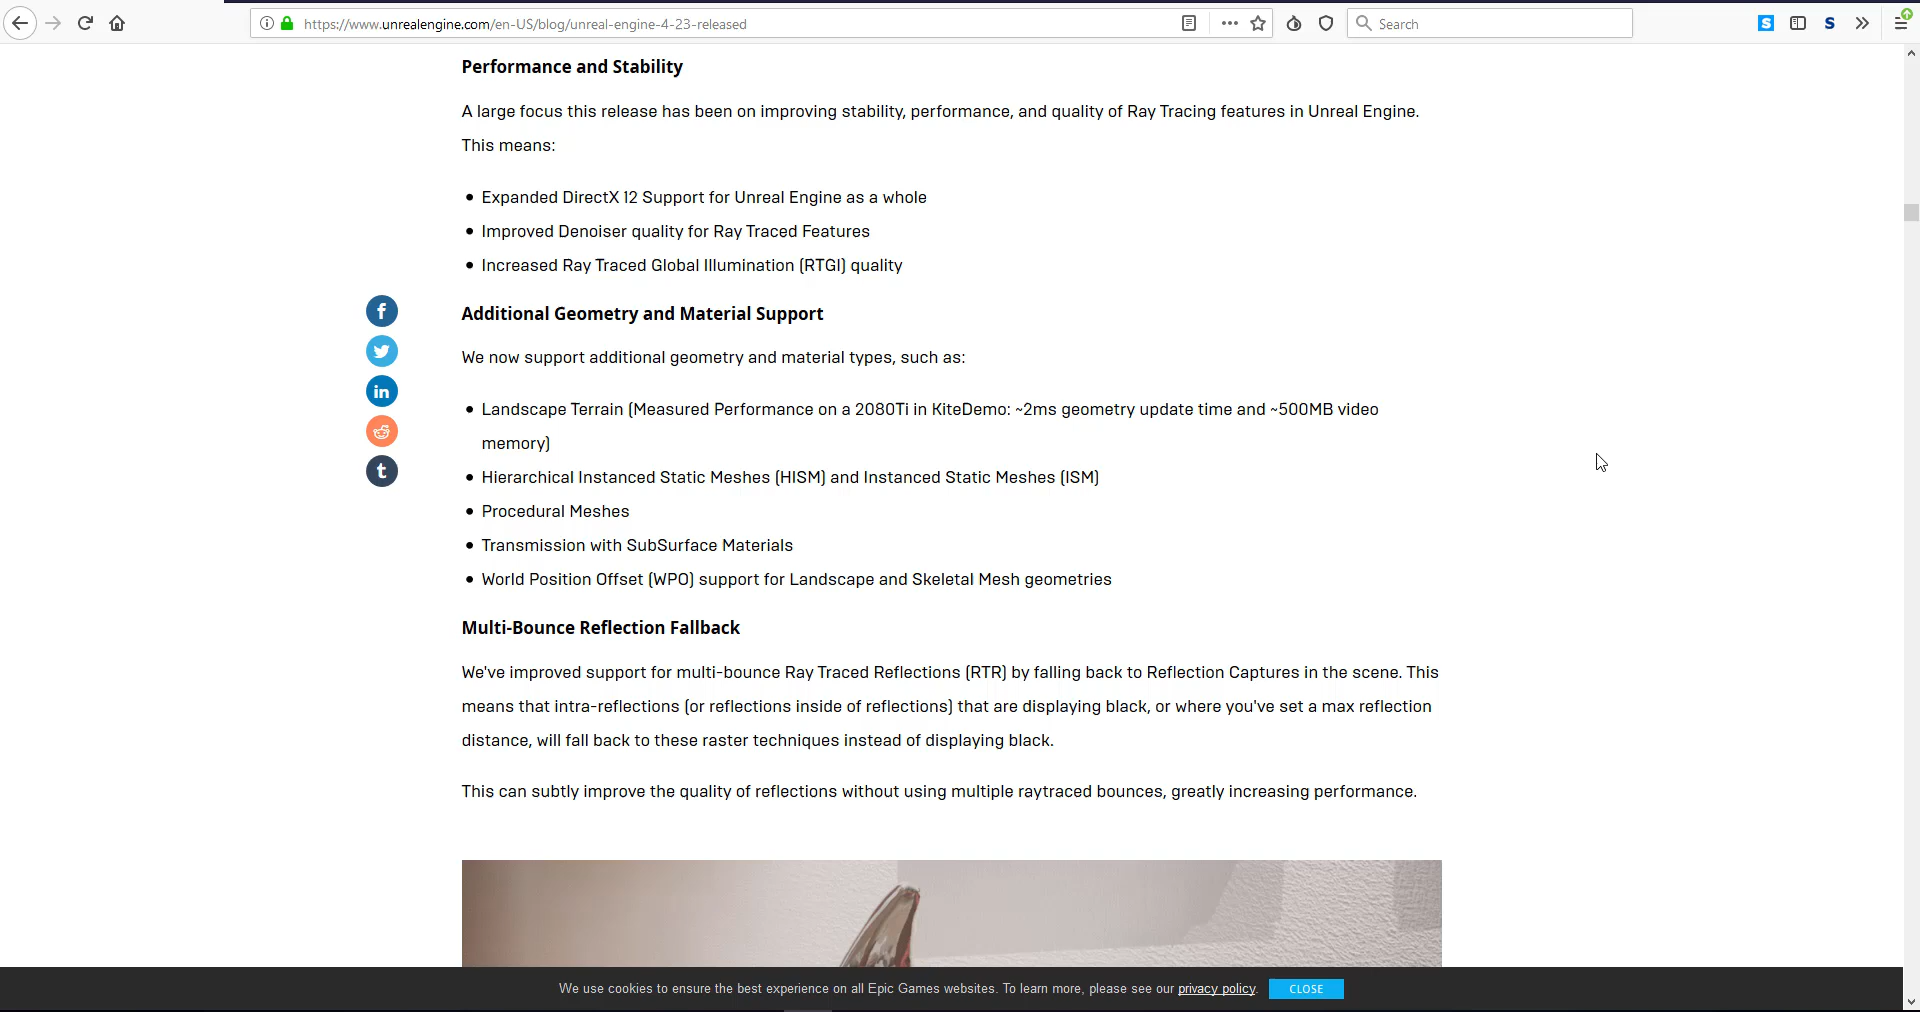 https://www.unrealengine.com/en-US/blog/unreal-engine-4-23-released
Search
Performance and Stability
A large focus this release has been on improving stability, performance, and quality of Ray Tracing features in Unreal Engine.
This means:
Expanded DirectX 12 Support for Unreal Engine as a whole
Improved Denoiser quality for Ray Traced Features
Increased Ray Traced Global Illumination (RTGI) quality
Additional Geometry and Material Support
We now support additional geometry and material types, such as:
Landscape Terrain (Measured Performance on a 2080Ti in KiteDemo: ~2ms geometry update time and ~500MB video
memory)
Hierarchical Instanced Static Meshes (HISM) and Instanced Static Meshes (ISM)
Procedural Meshes
Transmission with SubSurface Materials
World Position Offset (WPO) support for Landscape and Skeletal Mesh geometries
Multi-Bounce Reflection Fallback
We've improved support for multi-bounce Ray Traced Reflections (RTR) by falling back to Reflection Captures in the scene. This
means that intra-reflections (or reflections inside of reflections) that are displaying black, or where you've set a max reflection
distance, will fall back to these raster techniques instead of displaying black.
This can subtly improve the quality of reflections without using multiple raytraced bounces, greatly increasing performance.
We use cookies to ensure the best experience on all Epic Games websites. To learn more, please see our privacy policy.
CLOSE